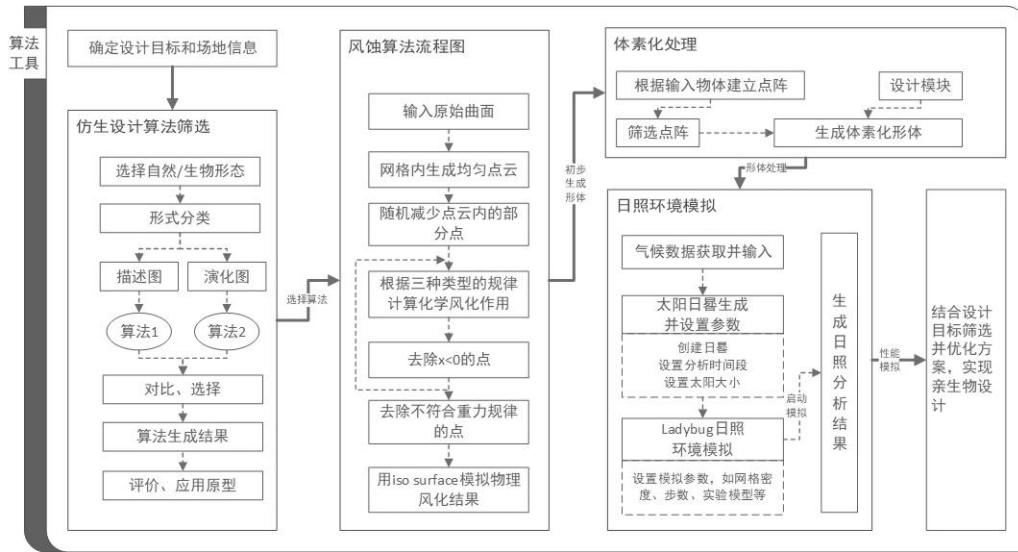 算法
工具
确定设计目标和场地信息
仿生设计算法筛选
选择自然/生物形态
形式分类
描述图
演化图
算法1
算法2
对比、选择
算法生成结果
评价、应用原型
选择算法
风蚀算法流程图
输入原始曲面
网格内生成均匀点云
随机减少点云内的部
分点
根据三种类型的规律
计算化学风化作用
去除x<0的点
去除不符合重力规律
的点
用iso surface模拟物理
风化结果
初步
生成
形体
体素化处理
根据输入物体建立点阵
设计模块
筛选点阵
生成体素化形体
形体处理
日照环境模拟
气候数据获取并输入
太阳日晷生成
并设置参数
创建日晷
设置分析时间段
设置太阳大小
Ladybug日照
环境模拟
设置模拟参数，如网格密
度、步数、实验模型等
启动
模拟
生
成
日
照
分
析
结
果
性能
模拟
结合设计
目标筛选
并优化方
案，实现
亲生物设
计